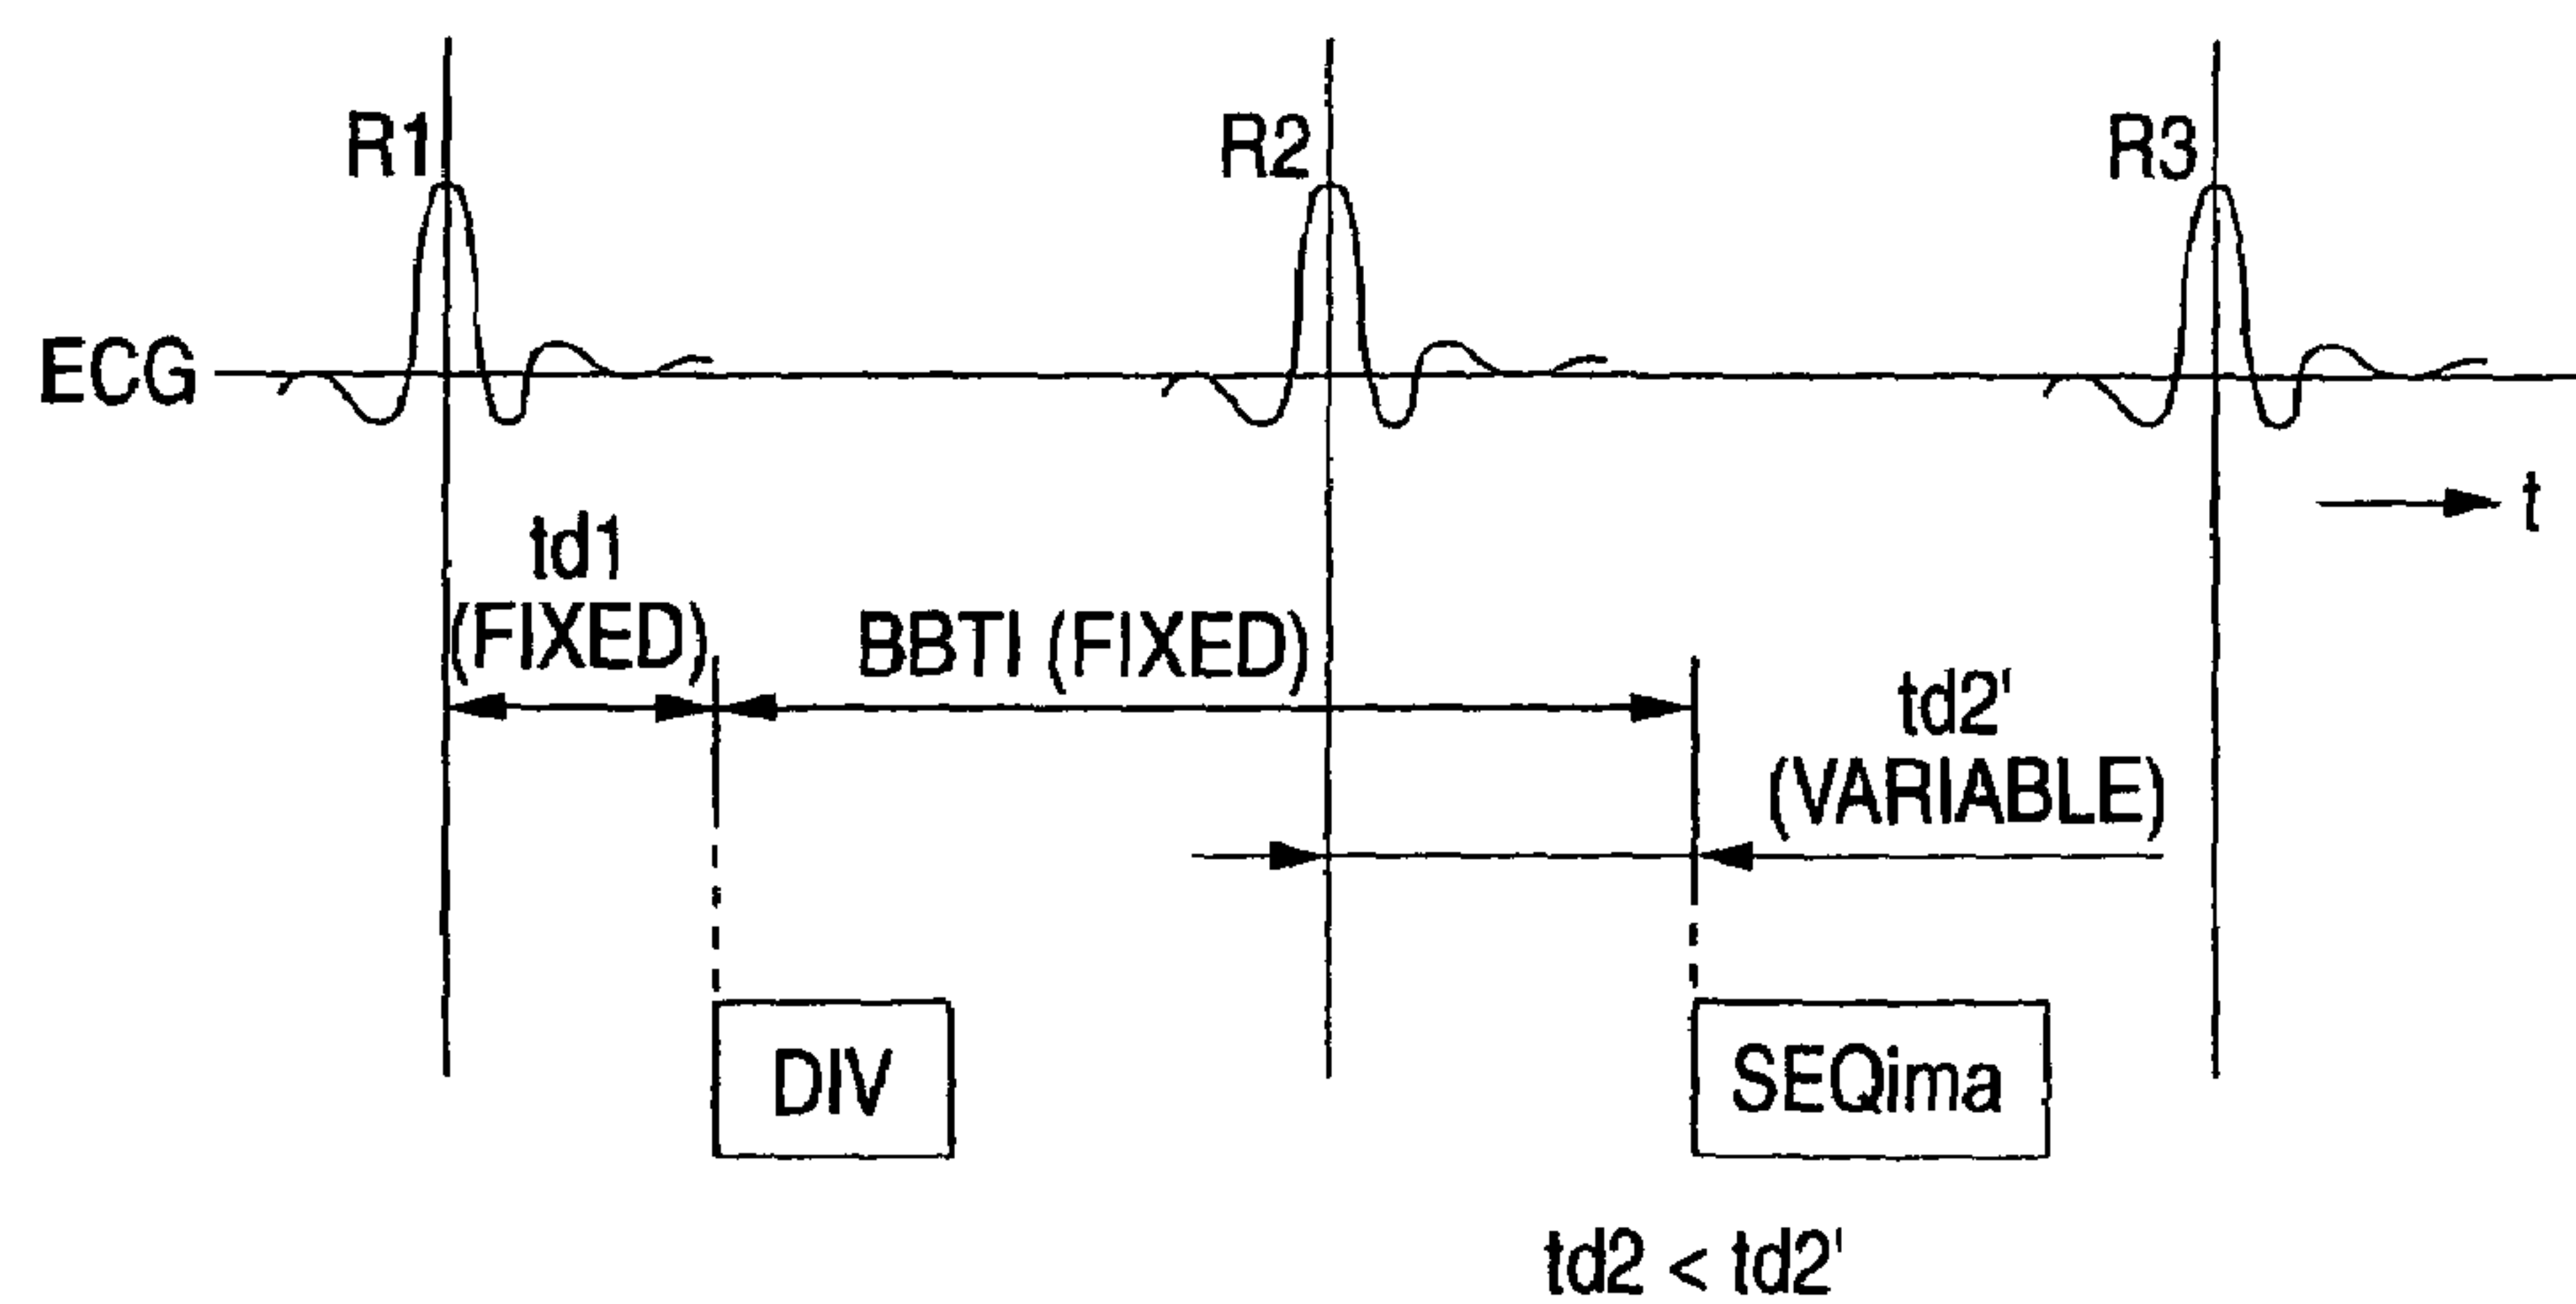 R1
R2
R3
ECG
t
td1
(FIXED)
BBTI (FIXED)
td2'
(VARIABLE)
DIV
SEQima
td2 < td2'